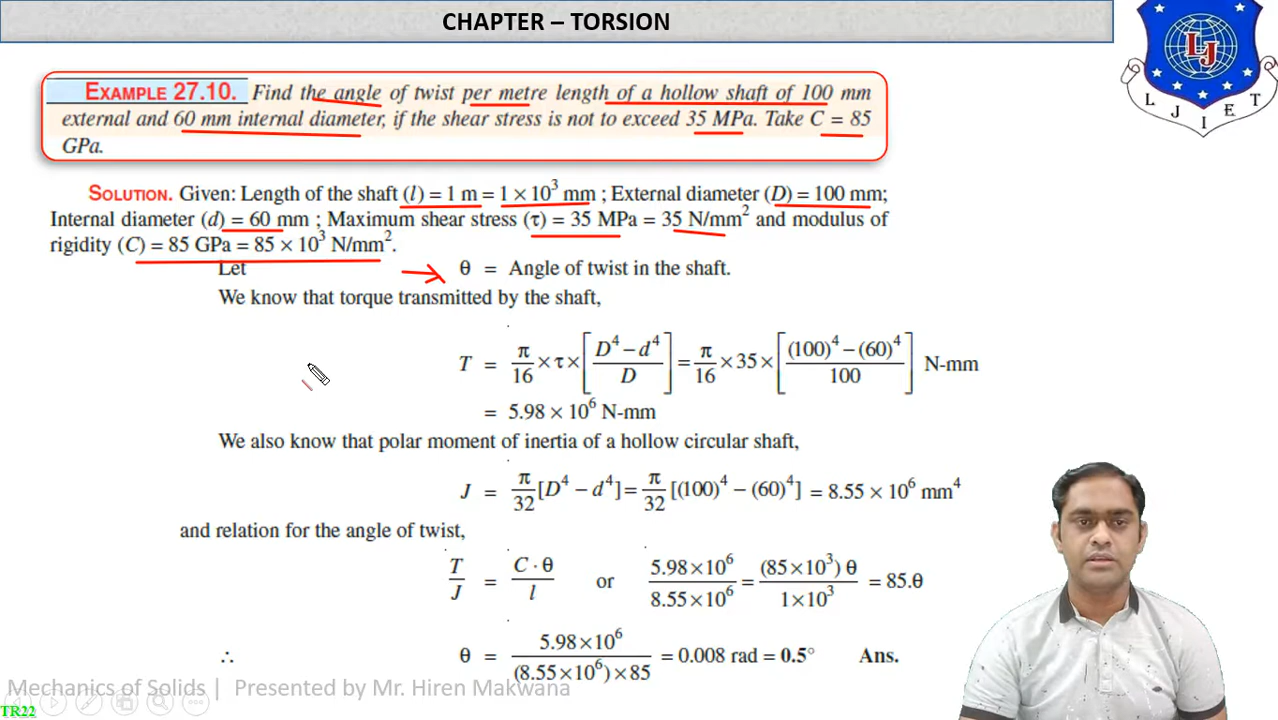 CHAPTER – TORSION
LJ
L J I E T
EXAMPLE 27.10. Find the angle of twist per metre length of a hollow shaft of 100 mm
external and 60 mm internal diameter, if the shear stress is not to exceed 35 MPa. Take C = 85
GPa.
SOLUTION. Given: Length of the shaft (l) = 1 m = 1 × 10³ mm ; External diameter (D) = 100 mm;
Internal diameter (d) = 60 mm ; Maximum shear stress (τ) = 35 MPa = 35 N/mm² and modulus of
rigidity (C) = 85 GPa = 85 × 10³ N/mm².
Let θ = Angle of twist in the shaft.
We know that torque transmitted by the shaft,
T = π/16 × τ × [D⁴ – d⁴ / D] = π/16 × 35 × [(100)⁴ – (60)⁴ / 100] N-mm
= 5.98 × 10⁶ N-mm
We also know that polar moment of inertia of a hollow circular shaft,
J = π/32 [D⁴ – d⁴] = π/32 [(100)⁴ – (60)⁴] = 8.55 × 10⁶ mm⁴
and relation for the angle of twist,
T/J = C·θ/l or 5.98×10⁶/8.55×10⁶ = (85×10³) θ/1×10³ = 85.θ
∴ θ = 5.98×10⁶/(8.55×10⁶)×85 = 0.008 rad = 0.5° Ans.
Mechanics of Solids | Presented by Mr. Hiren Makwana
TR22